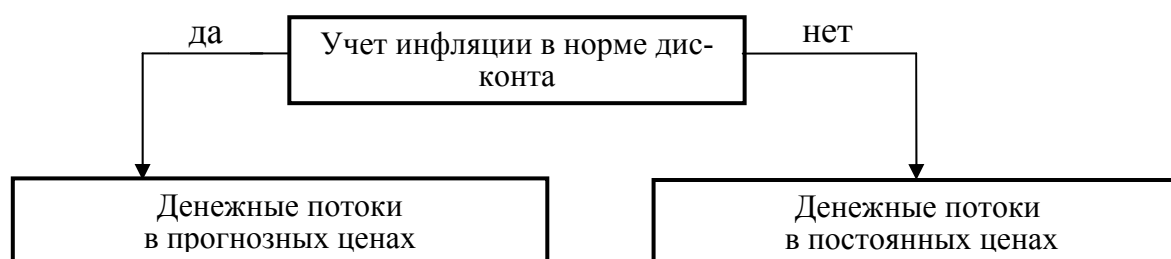 да
Учет инфляции в норме дис-
конта
нет
Денежные потоки
в прогнозных ценах
Денежные потоки
в постоянных ценах